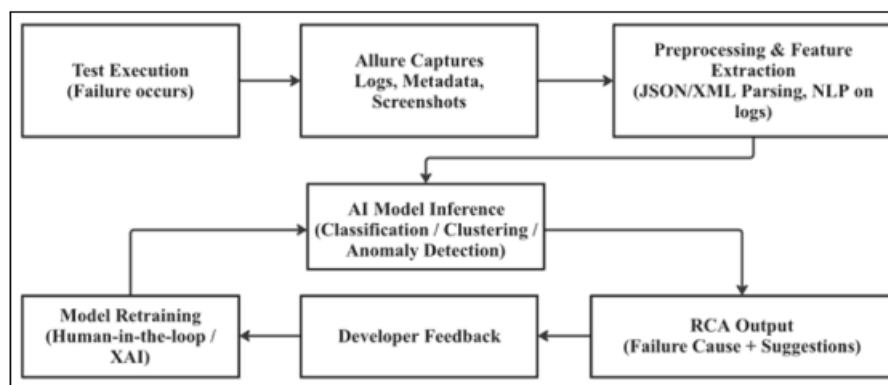 Test Execution
(Failure occurs)
Allure Captures
Logs, Metadata,
Screenshots
Preprocessing & Feature
Extraction
(JSON/XML Parsing, NLP on
logs)
AI Model Inference
(Classification / Clustering /
Anomaly Detection)
Model Retraining
(Human-in-the-loop /
XAI)
Developer Feedback
RCA Output
(Failure Cause + Suggestions)